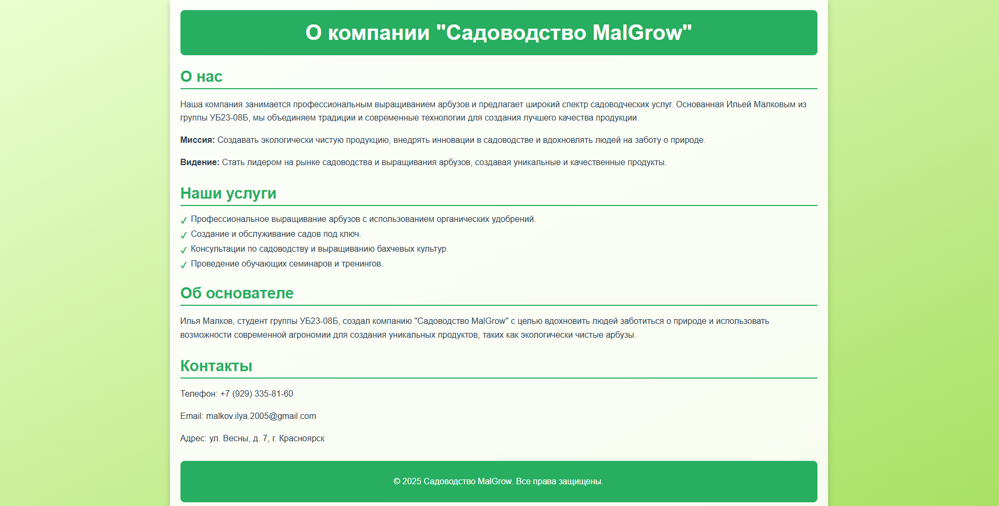 О компании "Садоводство MalGrow"
О нас
Наша компания занимается профессиональным выращиванием арбузов и предлагает широкий спектр садоводческих услуг. Основанная Ильей Малковым из
группы УБ23-08Б, мы объединяем традиции и современные технологии для создания лучшего качества продукции.
Миссия: Создавать экологически чистую продукцию, внедрять инновации в садоводстве и вдохновлять людей на заботу о природе.
Видение: Стать лидером на рынке садоводства и выращивания арбузов, создавая уникальные и качественные продукты.
Наши услуги
✓ Профессиональное выращивание арбузов с использованием органических удобрений.
✓ Создание и обслуживание садов под ключ.
✓ Консультации по садоводству и выращиванию бахчевых культур.
✓ Проведение обучающих семинаров и тренингов.
Об основателе
Илья Малков, студент группы УБ23-08Б, создал компанию "Садоводство MalGrow" с целью вдохновить людей заботиться о природе и использовать
возможности современной агрономии для создания уникальных продуктов, таких как экологически чистые арбузы.
Контакты
Телефон: +7 (929) 335-81-60
Email: malkov.ilya.2005@gmail.com
Адрес: ул. Весны, д. 7, г. Красноярск
© 2025 Садоводство MalGrow. Все права защищены.